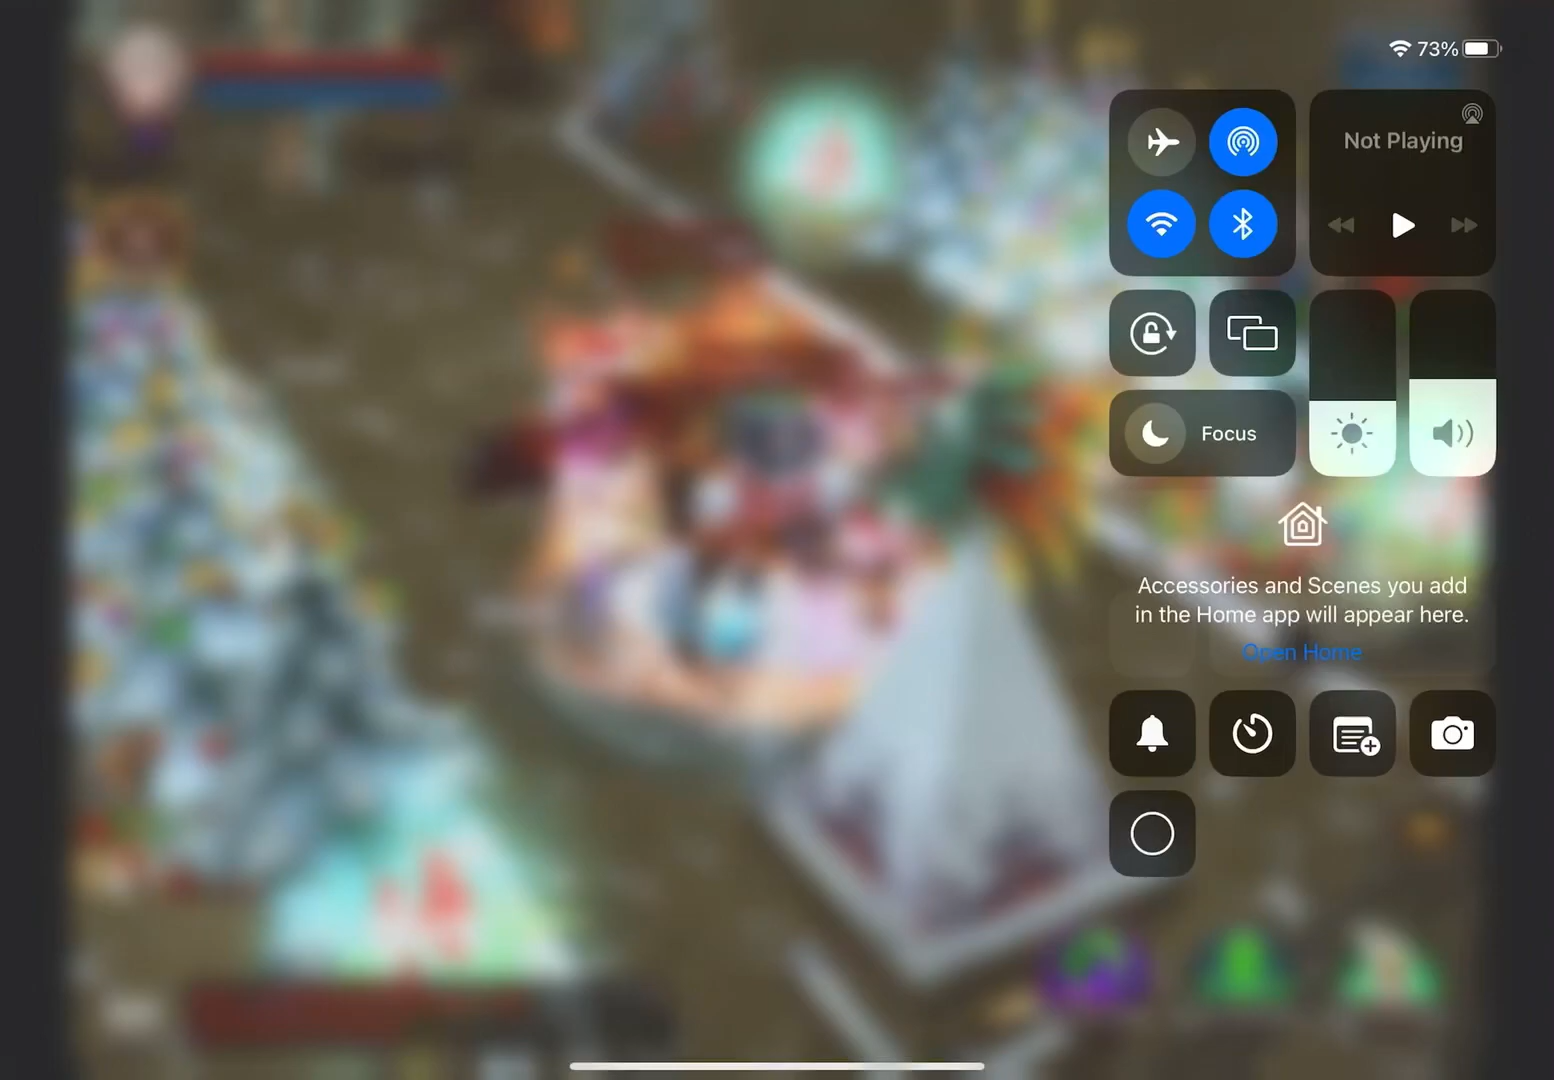 73%
Not Playing
Focus
Accessories and Scenes you add
in the Home app will appear here.
Open Home